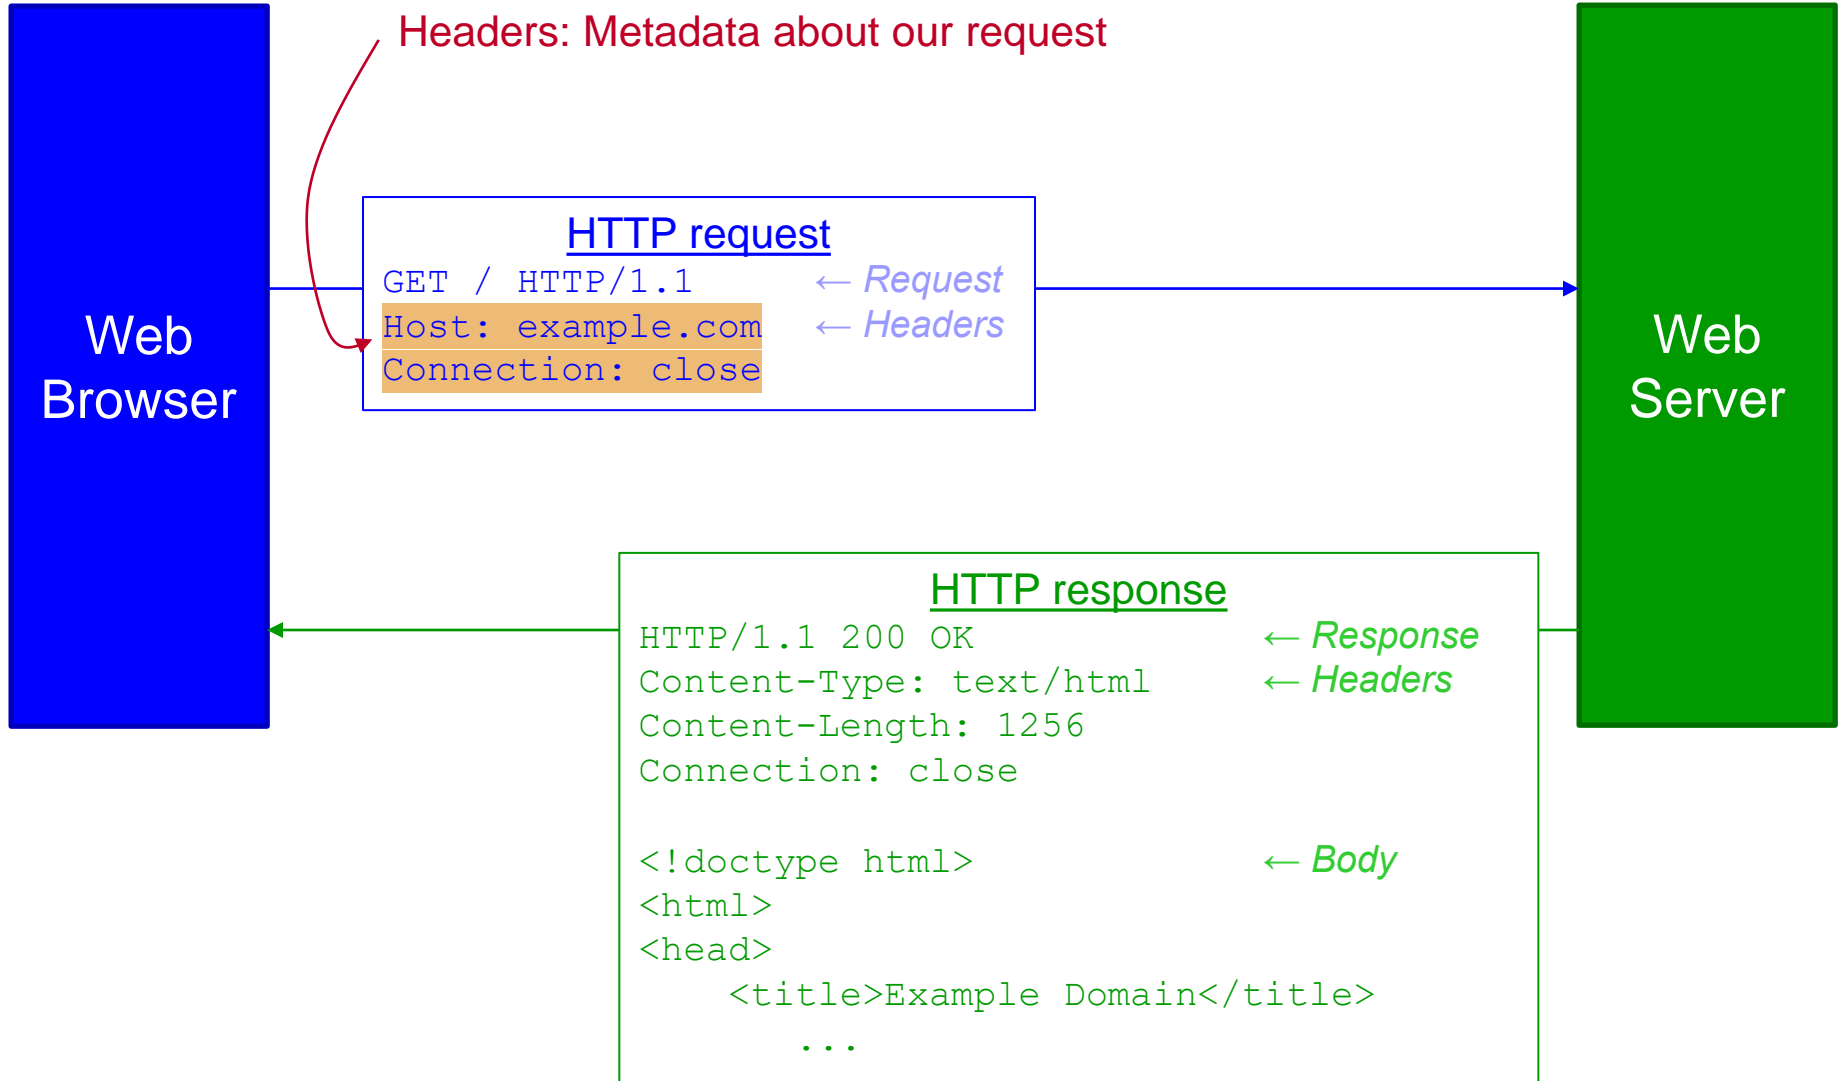 Headers: Metadata about our request
Web
Browser
HTTP request
GET / HTTP/1.1 ← Request
Host: example.com ← Headers
Connection: close
Web
Server
HTTP response
HTTP/1.1 200 OK ← Response
Content-Type: text/html ← Headers
Content-Length: 1256
Connection: close
<!doctype html> ← Body
<html>
<head>
<title>Example Domain</title>
...